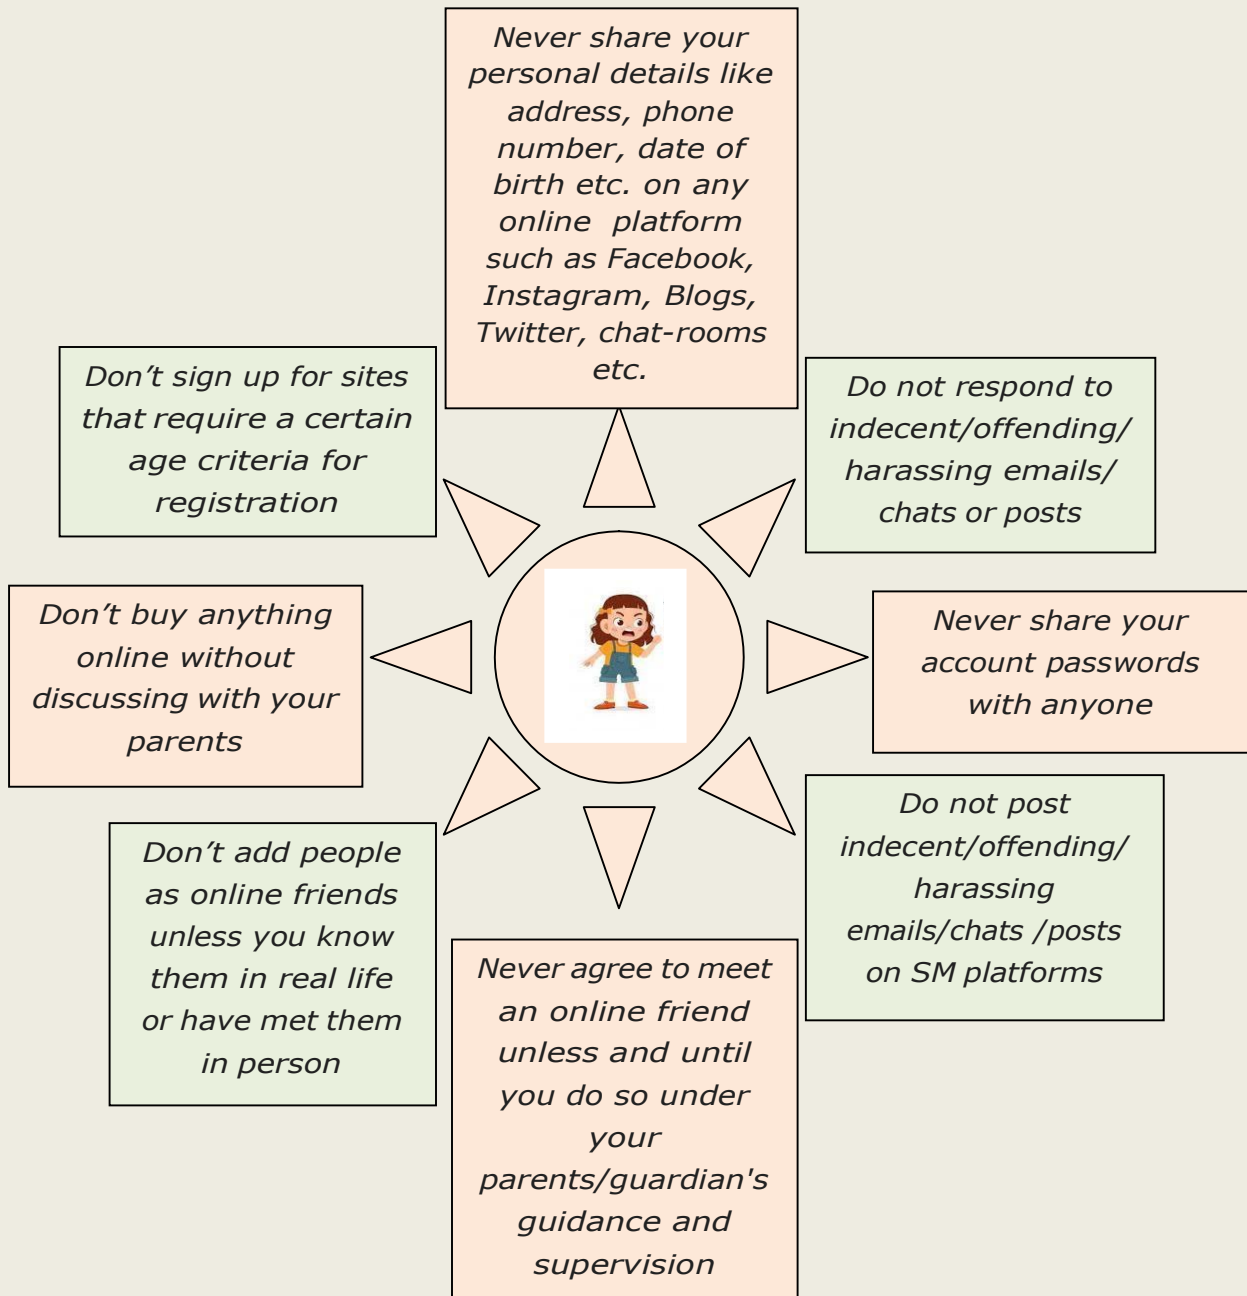 Never share your
personal details like
address, phone
number, date of
birth etc. on any
online  platform
such as Facebook,
Instagram, Blogs,
Twitter, chat-rooms
etc.
Don’t sign up for sites
that require a certain
age criteria for
registration
Do not respond to
indecent/offending/
harassing emails/
chats or posts
Don’t buy anything
online without
discussing with your
parents
Never share your
account passwords
with anyone
Don’t add people
as online friends
unless you know
them in real life
or have met them
in person
Do not post
indecent/offending/
harassing
emails/chats /posts
on SM platforms
Never agree to meet
an online friend
unless and until
you do so under
your
parents/guardian's
guidance and
supervision